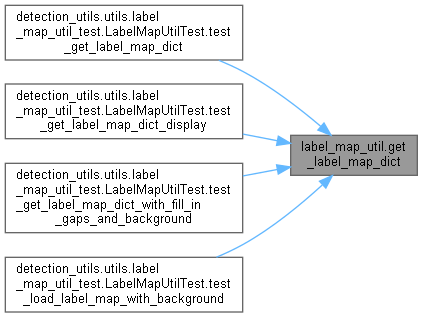 detection_utils.utils.label
_map_util_test.LabelMapUtilTest.test
_get_label_map_dict
detection_utils.utils.label
_map_util_test.LabelMapUtilTest.test
_get_label_map_dict_display
detection_utils.utils.label
_map_util_test.LabelMapUtilTest.test
_get_label_map_dict_with_fill_in
_gaps_and_background
detection_utils.utils.label
_map_util_test.LabelMapUtilTest.test
_load_label_map_with_background
label_map_util.get
_label_map_dict